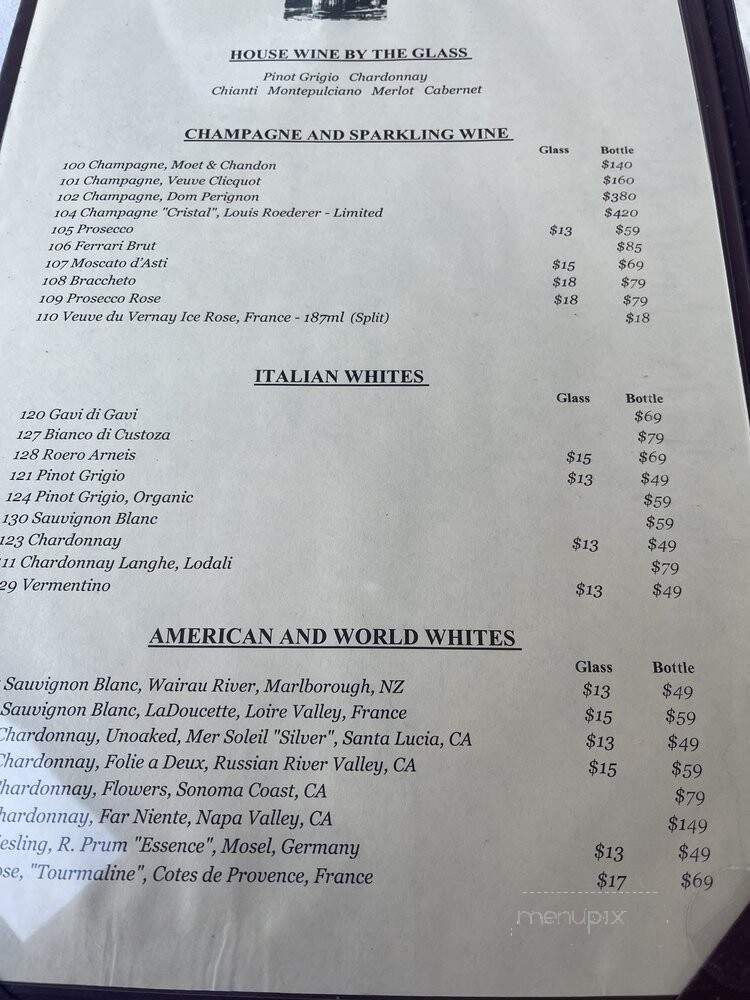 HOUSE WINE BY THE GLASS
Pinot Grigio Chardonnay
Chianti Montepulciano Merlot Cabernet
CHAMPAGNE AND SPARKLING WINE
Glass Bottle
100 Champagne, Moet & Chandon $140
101 Champagne, Veuve Clicquot $160
102 Champagne, Dom Perignon $380
104 Champagne "Cristal", Louis Roederer - Limited $420
105 Prosecco $13 $59
106 Ferrari Brut $85
107 Moscato d'Asti $15 $69
108 Braccheto $18 $79
109 Prosecco Rose $18 $79
110 Veuve du Vernay Ice Rose, France - 187ml (Split) $18
ITALIAN WHITES
Glass Bottle
120 Gavi di Gavi $69
127 Bianco di Custoza $79
128 Roero Arneis $15 $69
121 Pinot Grigio $13 $49
124 Pinot Grigio, Organic $59
130 Sauvignon Blanc $59
123 Chardonnay $13 $49
11 Chardonnay Langhe, Lodali $79
29 Vermentino $13 $49
AMERICAN AND WORLD WHITES
Glass Bottle
Sauvignon Blanc, Wairau River, Marlborough, NZ $13 $49
Sauvignon Blanc, LaDoucette, Loire Valley, France $15 $59
Chardonnay, Unoaked, Mer Soleil "Silver", Santa Lucia, CA $13 $49
Chardonnay, Folie a Deux, Russian River Valley, CA $15 $59
hardonnay, Flowers, Sonoma Coast, CA $79
hardonnay, Far Niente, Napa Valley, CA $149
esling, R. Prum "Essence", Mosel, Germany $13 $49
ose, "Tourmaline", Cotes de Provence, France $17 $69
menupix